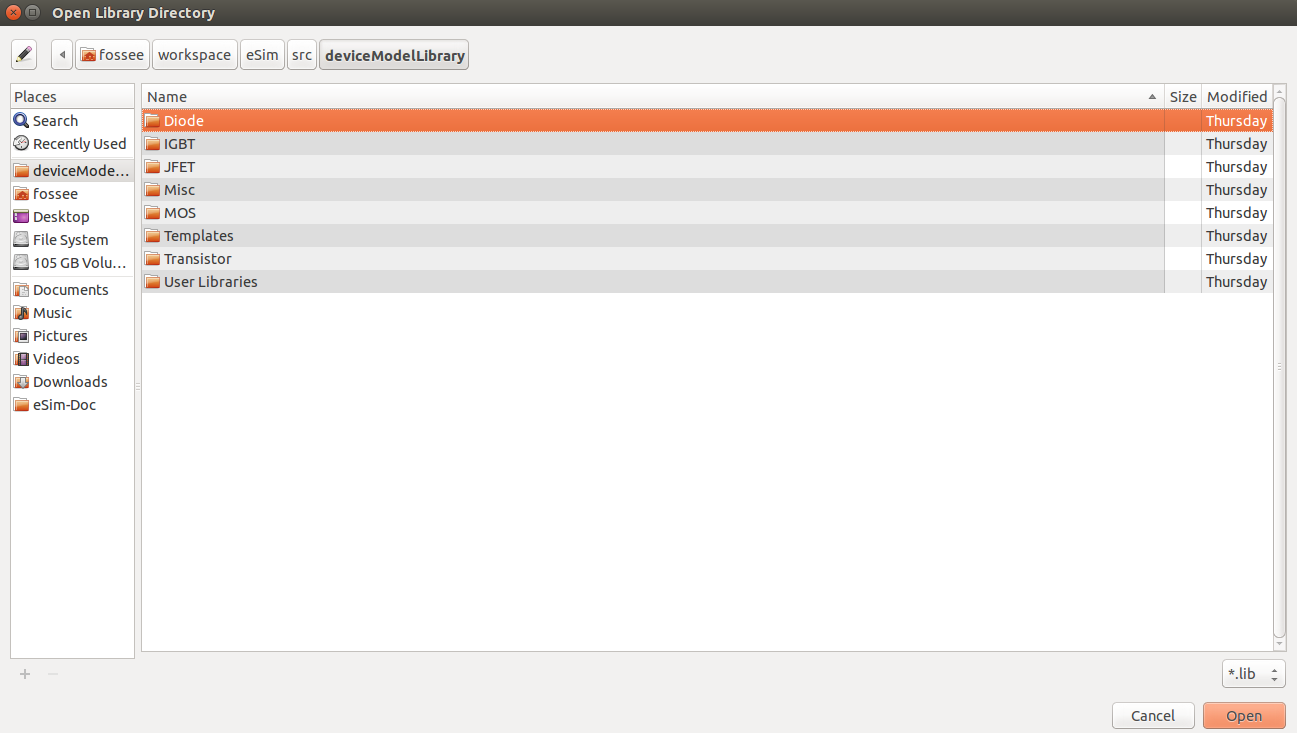 Open Library Directory
fossee workspace eSim src deviceModelLibrary
Places
Search
Recently Used
deviceMode...
fossee
Desktop
File System
105 GB Volu...
Documents
Music
Pictures
Videos
Downloads
eSim-Doc
Name Size Modified
Diode Thursday
IGBT Thursday
JFET Thursday
Misc Thursday
MOS Thursday
Templates Thursday
Transistor Thursday
User Libraries Thursday
*.lib
Cancel Open